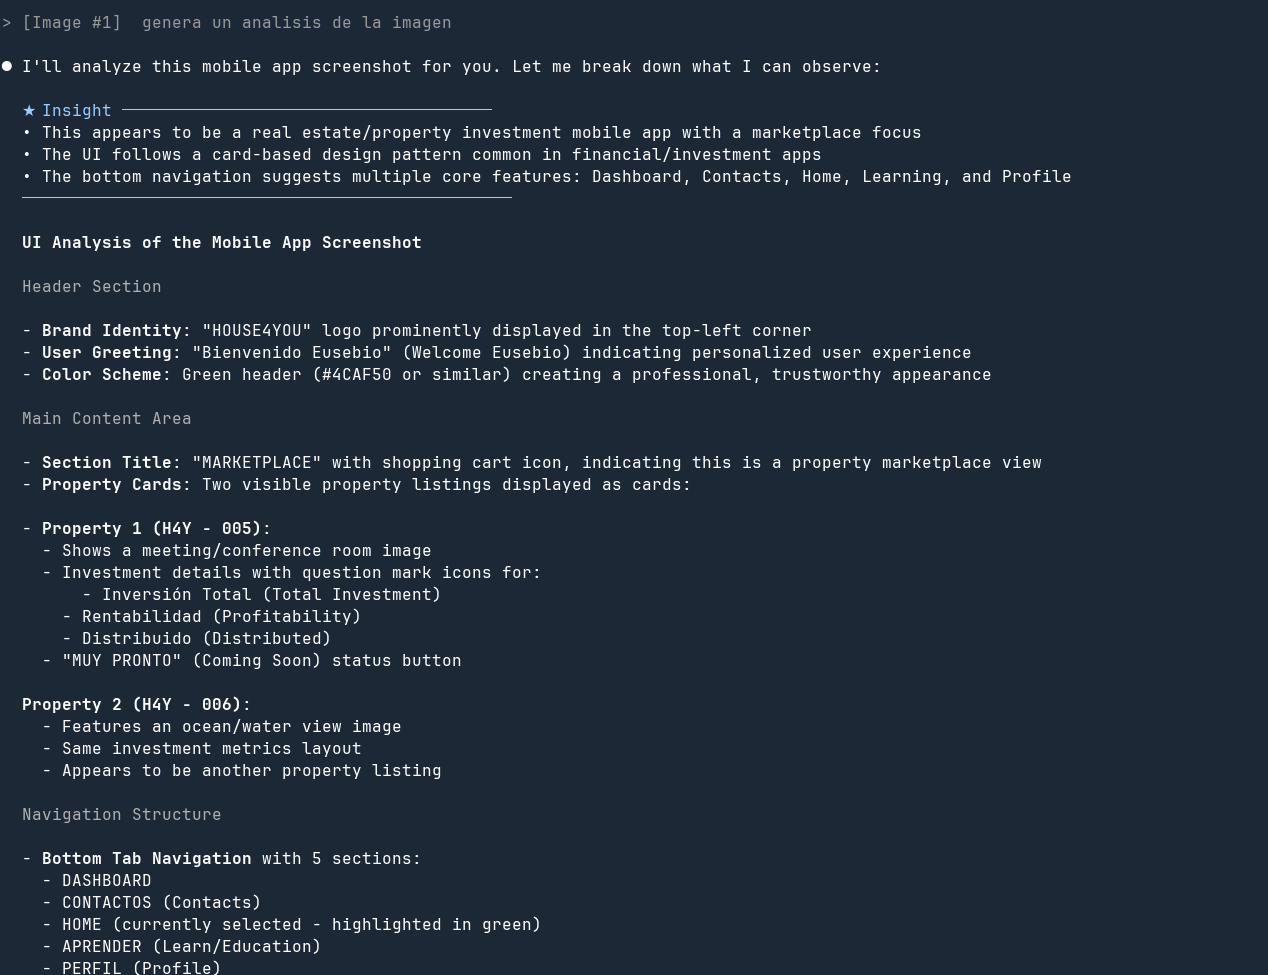 > [Image #1]  genera un analisis de la imagen
● I'll analyze this mobile app screenshot for you. Let me break down what I can observe:
★ Insight ─────────────────────────────────────
• This appears to be a real estate/property investment mobile app with a marketplace focus
• The UI follows a card-based design pattern common in financial/investment apps
• The bottom navigation suggests multiple core features: Dashboard, Contacts, Home, Learning, and Profile
─────────────────────────────────────────────────
UI Analysis of the Mobile App Screenshot
Header Section
- Brand Identity: "HOUSE4YOU" logo prominently displayed in the top-left corner
- User Greeting: "Bienvenido Eusebio" (Welcome Eusebio) indicating personalized user experience
- Color Scheme: Green header (#4CAF50 or similar) creating a professional, trustworthy appearance
Main Content Area
- Section Title: "MARKETPLACE" with shopping cart icon, indicating this is a property marketplace view
- Property Cards: Two visible property listings displayed as cards:
- Property 1 (H4Y - 005):
- Shows a meeting/conference room image
- Investment details with question mark icons for:
- Inversión Total (Total Investment)
- Rentabilidad (Profitability)
- Distribuido (Distributed)
- "MUY PRONTO" (Coming Soon) status button
Property 2 (H4Y - 006):
- Features an ocean/water view image
- Same investment metrics layout
- Appears to be another property listing
Navigation Structure
- Bottom Tab Navigation with 5 sections:
- DASHBOARD
- CONTACTOS (Contacts)
- HOME (currently selected - highlighted in green)
- APRENDER (Learn/Education)
- PERFIL (Profile)